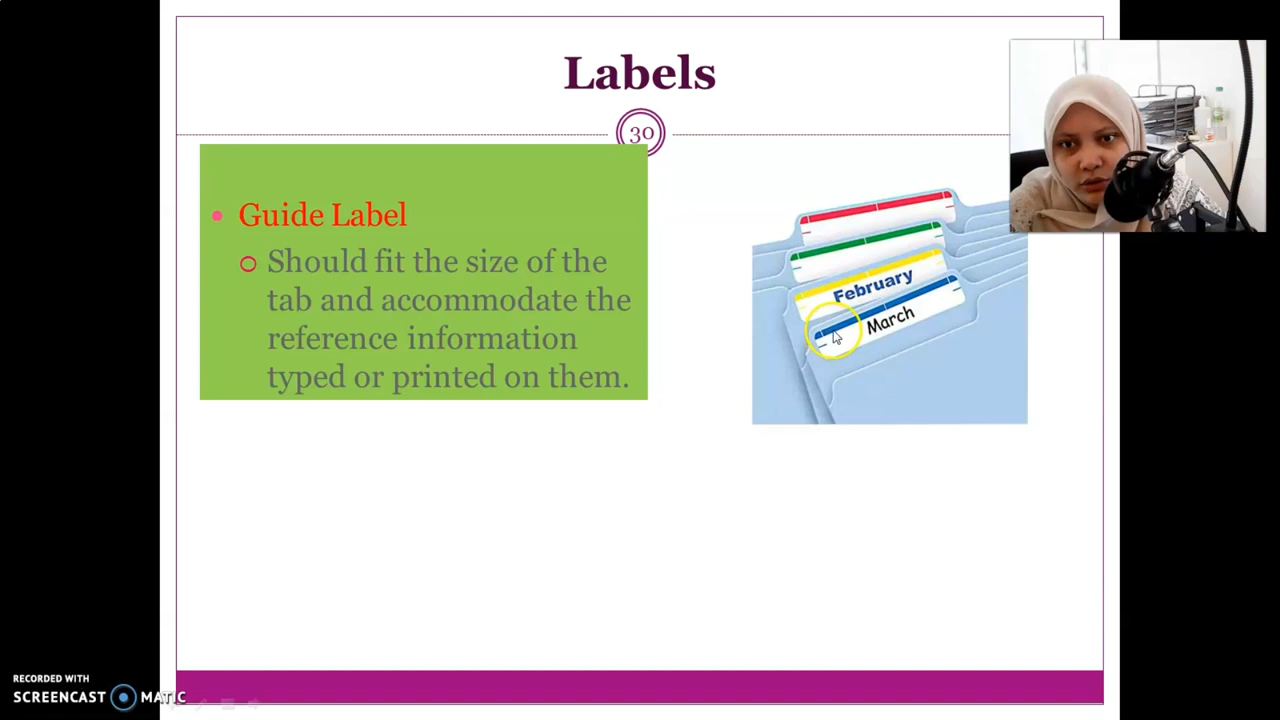 Labels
30
Guide Label
Should fit the size of the
tab and accommodate the
reference information
typed or printed on them.
February
March
RECORDED WITH
SCREENCAST MATIC